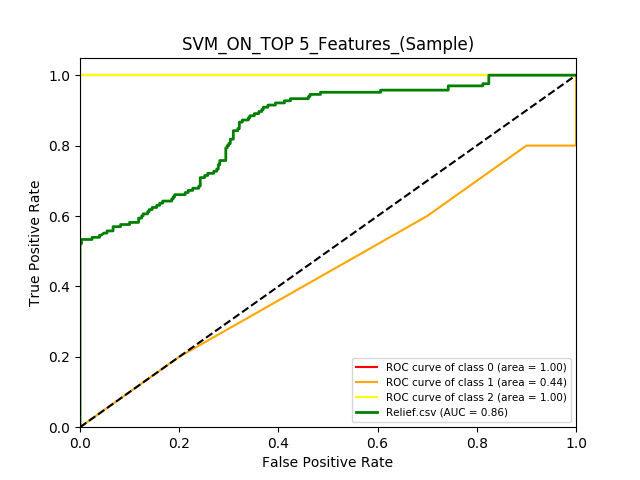 SVM_ON_TOP 5_Features_(Sample)
True Positive Rate
1.0
0.8
0.6
0.4
0.2
0.0
ROC curve of class 0 (area = 1.00)
ROC curve of class 1 (area = 0.44)
ROC curve of class 2 (area = 1.00)
Relief.csv (AUC = 0.86)
0.0 0.2 0.4 0.6 0.8 1.0
False Positive Rate